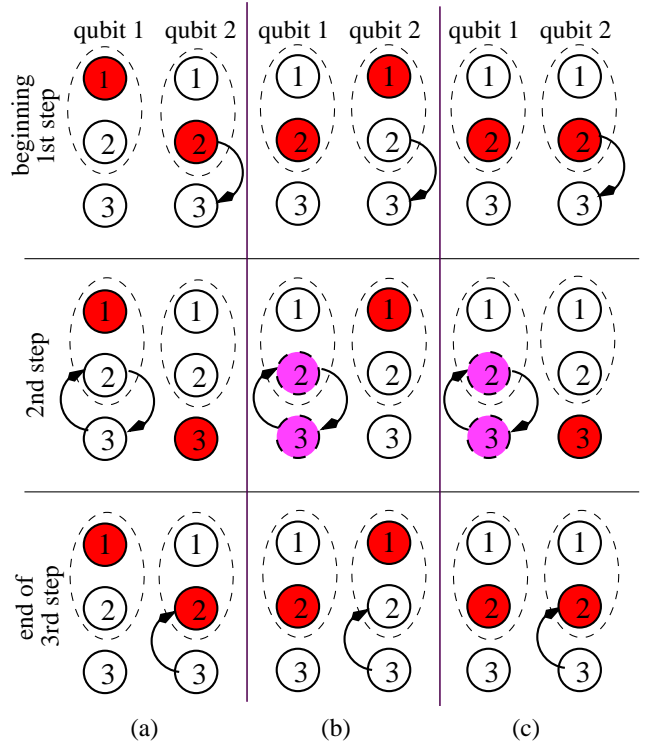 qubit 1 qubit 2 qubit 1 qubit 2 qubit 1 qubit 2
beginning
1st step
1 1 1 1 1 1
2 2 2 2 2 2
3 3 3 3 3 3
2nd step
1 1 1 1 1 1
2 2 2 2 2 2
3 3 3 3 3 3
end of
3rd step
1 1 1 1 1 1
2 2 2 2 2 2
3 3 3 3 3 3
(a) (b) (c)